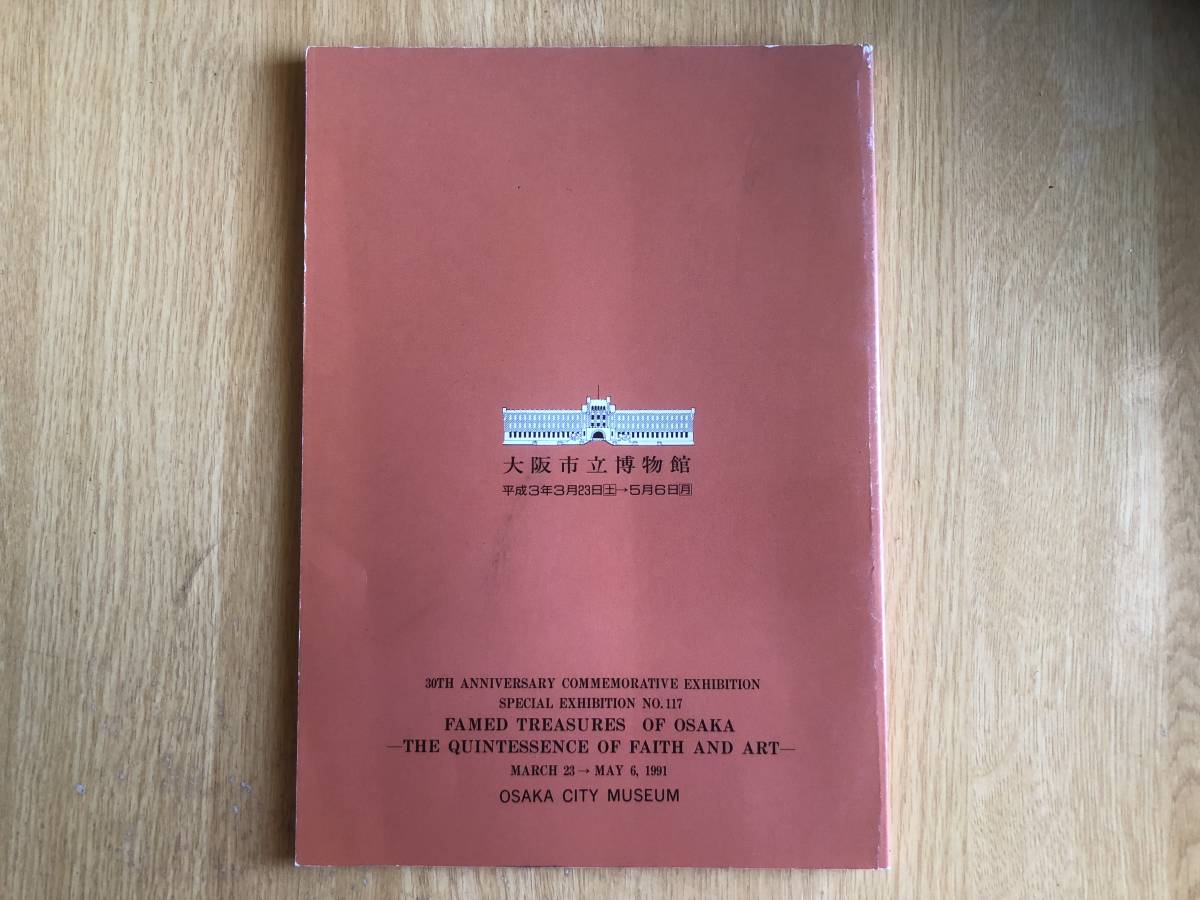 大阪市立博物館
平成3年3月23日土→5月6日月
30TH ANNIVERSARY COMMEMORATIVE EXHIBITION
SPECIAL EXHIBITION NO.117
FAMED TREASURES OF OSAKA
—THE QUINTESSENCE OF FAITH AND ART—
MARCH 23→MAY 6, 1991
OSAKA CITY MUSEUM